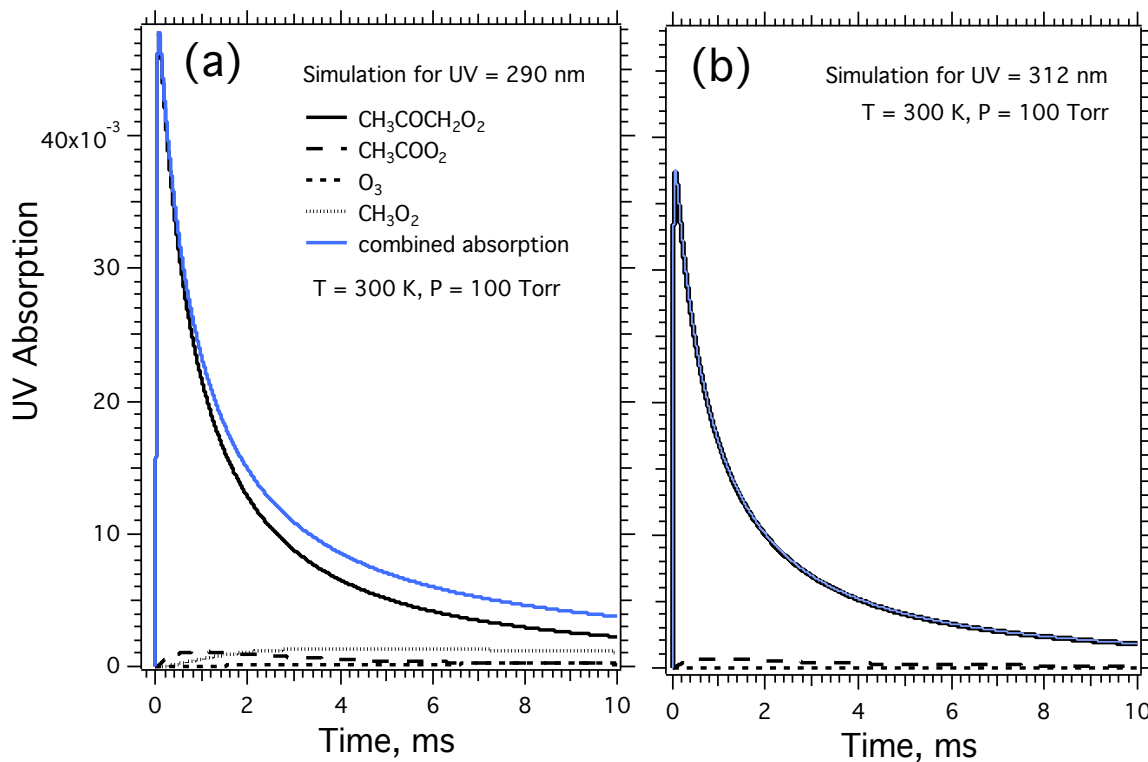 (a)
Simulation for UV = 290 nm
CH₃COCH₂O₂
CH₃COO₂
O₃
CH₃O₂
combined absorption
T = 300 K, P = 100 Torr
UV Absorption
40x10⁻³
30
20
10
0
0 2 4 6 8 10
Time, ms
(b)
Simulation for UV = 312 nm
T = 300 K, P = 100 Torr
0 2 4 6 8 10
Time, ms